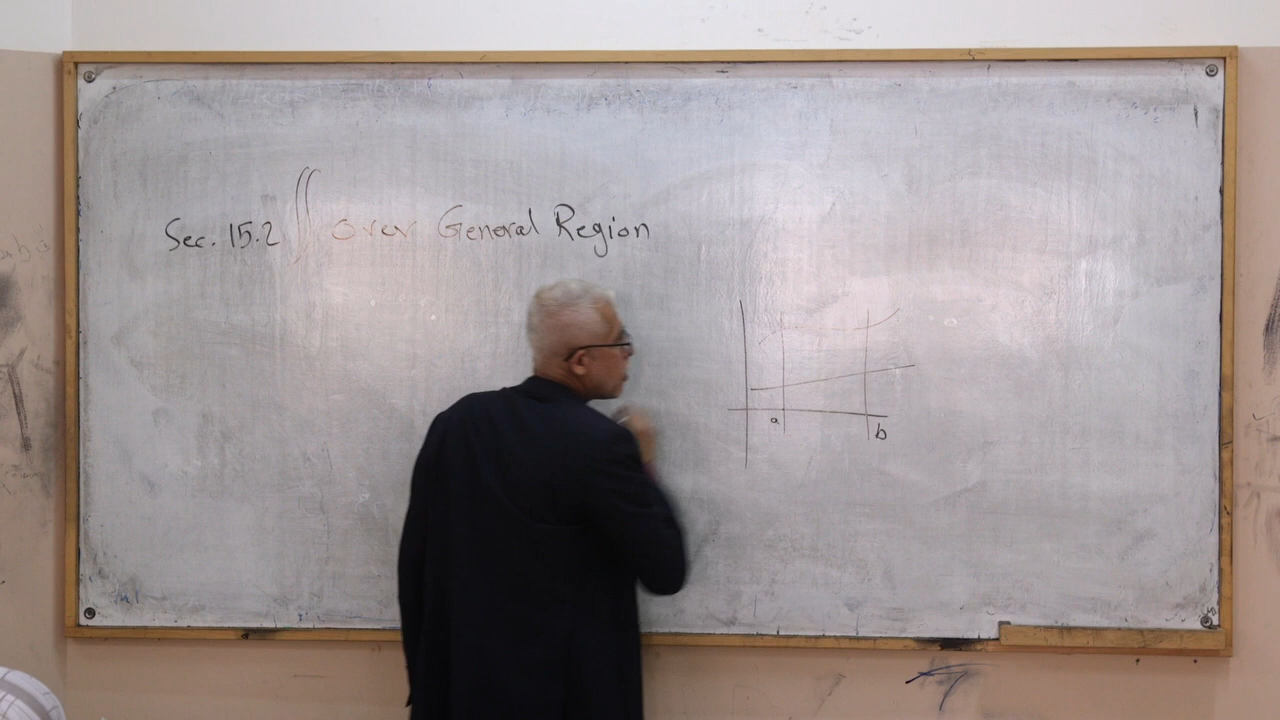 Sec. 15.2 ∬ over General Region
a
b